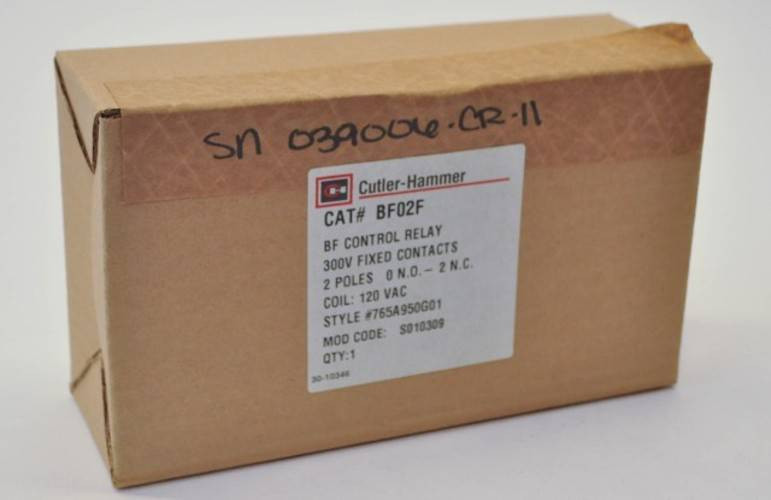 SN 039006-CR-11
Cutler-Hammer
CAT# BF02F
BF CONTROL RELAY
300V FIXED CONTACTS
2 POLES 0 N.O. – 2 N.C.
COIL: 120 VAC
STYLE #765A950G01
MOD CODE: S010309
QTY:1
30-10346